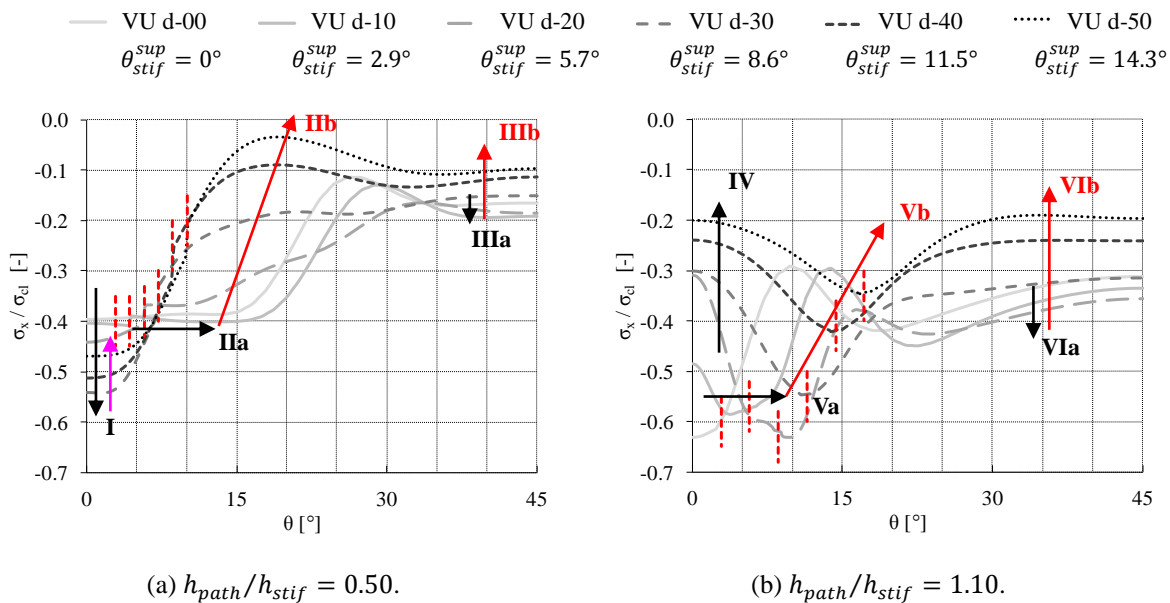 VU d-00 VU d-10 VU d-20 VU d-30 VU d-40 VU d-50
θ_stif^sup=0° θ_stif^sup=2.9° θ_stif^sup=5.7° θ_stif^sup=8.6° θ_stif^sup=11.5° θ_stif^sup=14.3°
σx / σcl [-]
0.0
-0.1
-0.2
-0.3
-0.4
-0.5
-0.6
-0.7
0 15 30 45
θ [°]
I
IIa
IIb
IIIa
IIIb
(a) h_path/h_stif = 0.50.
σx / σcl [-]
0.0
-0.1
-0.2
-0.3
-0.4
-0.5
-0.6
-0.7
0 15 30 45
θ [°]
IV
Va
Vb
VIa
VIb
(b) h_path/h_stif = 1.10.